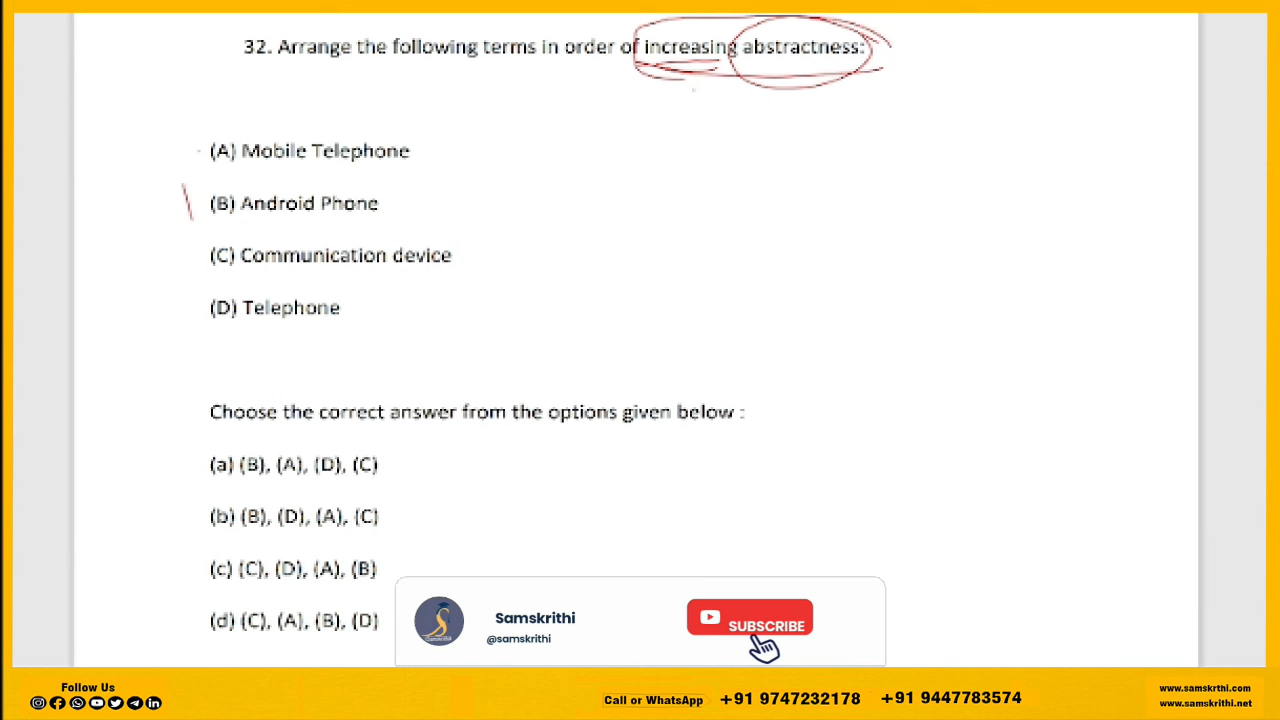 32. Arrange the following terms in order of increasing abstractness:
(A) Mobile Telephone
(B) Android Phone
(C) Communication device
(D) Telephone
Choose the correct answer from the options given below :
(a) (B), (A), (D), (C)
(b) (B), (D), (A), (C)
(c) (C), (D), (A), (B)
(d) (C), (A), (B), (D)
Samskrithi
@samskrithi
SUBSCRIBE
Follow Us
Call or WhatsApp +91 9747232178 +91 9447783574
www.samskrthi.com
www.samskrithi.net